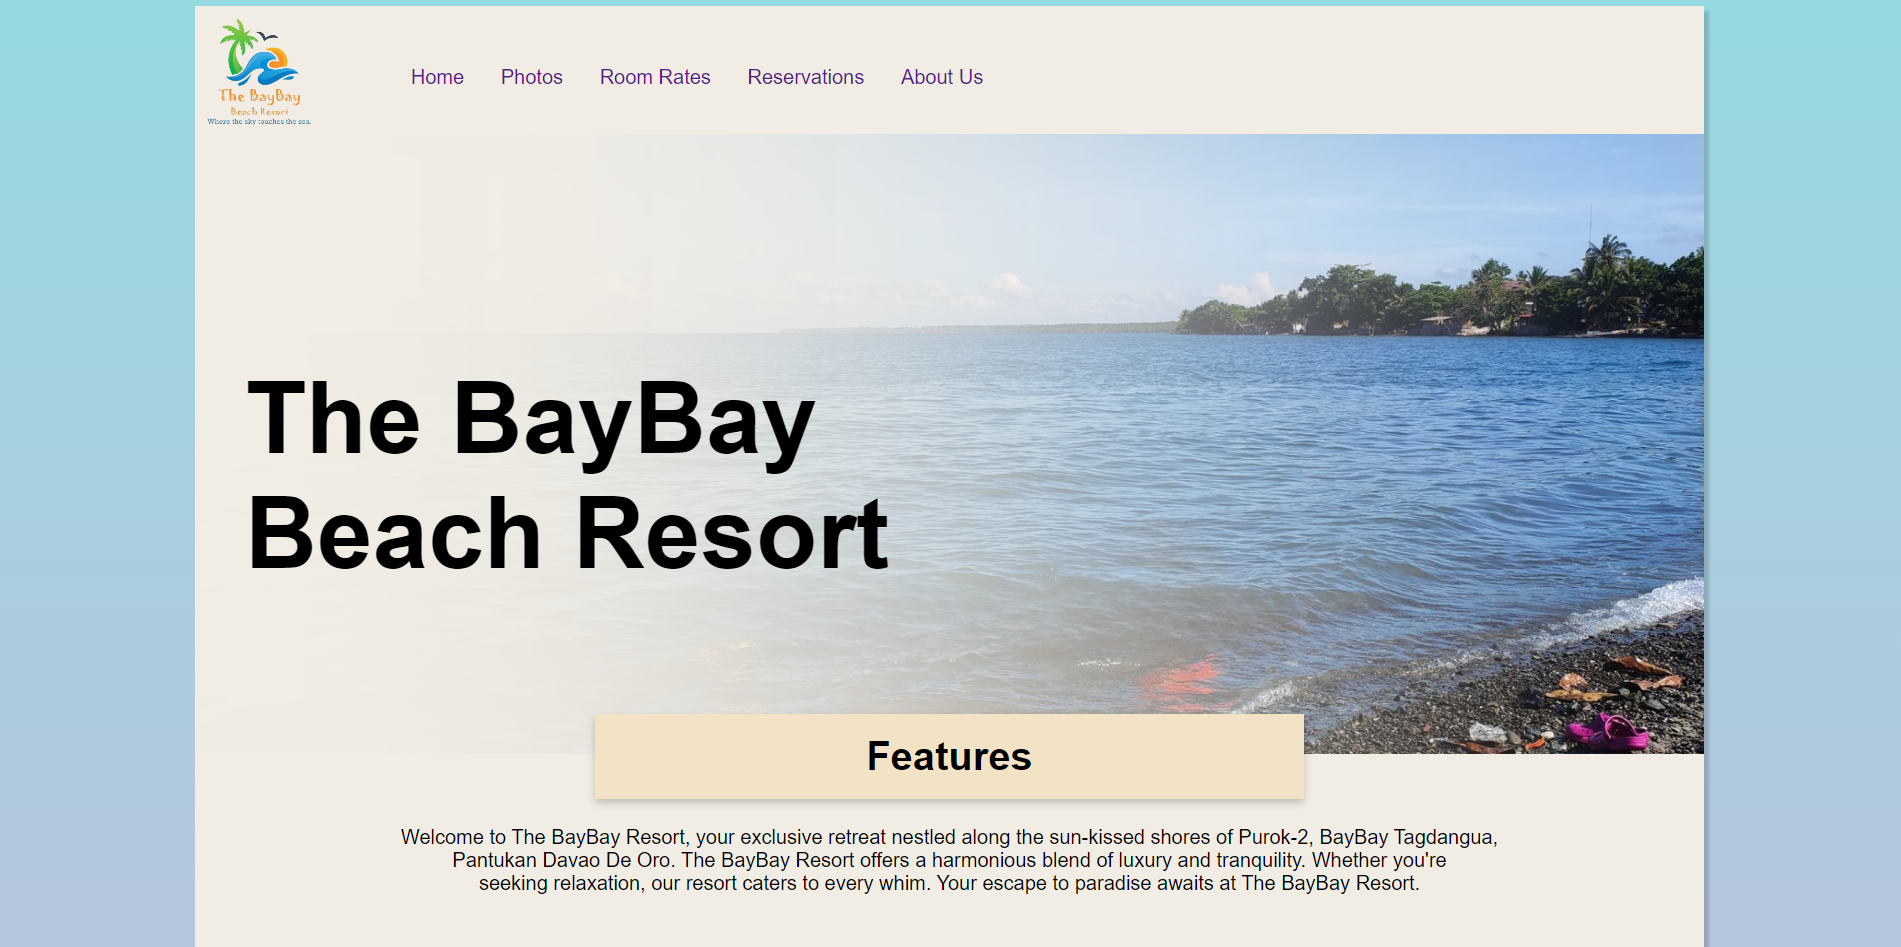 The BayBay
Beach Resort
Where the sky touches the sea.
Home Photos Room Rates Reservations About Us
The BayBay
Beach Resort
Features
Welcome to The BayBay Resort, your exclusive retreat nestled along the sun-kissed shores of Purok-2, BayBay Tagdangua,
Pantukan Davao De Oro. The BayBay Resort offers a harmonious blend of luxury and tranquility. Whether you're
seeking relaxation, our resort caters to every whim. Your escape to paradise awaits at The BayBay Resort.